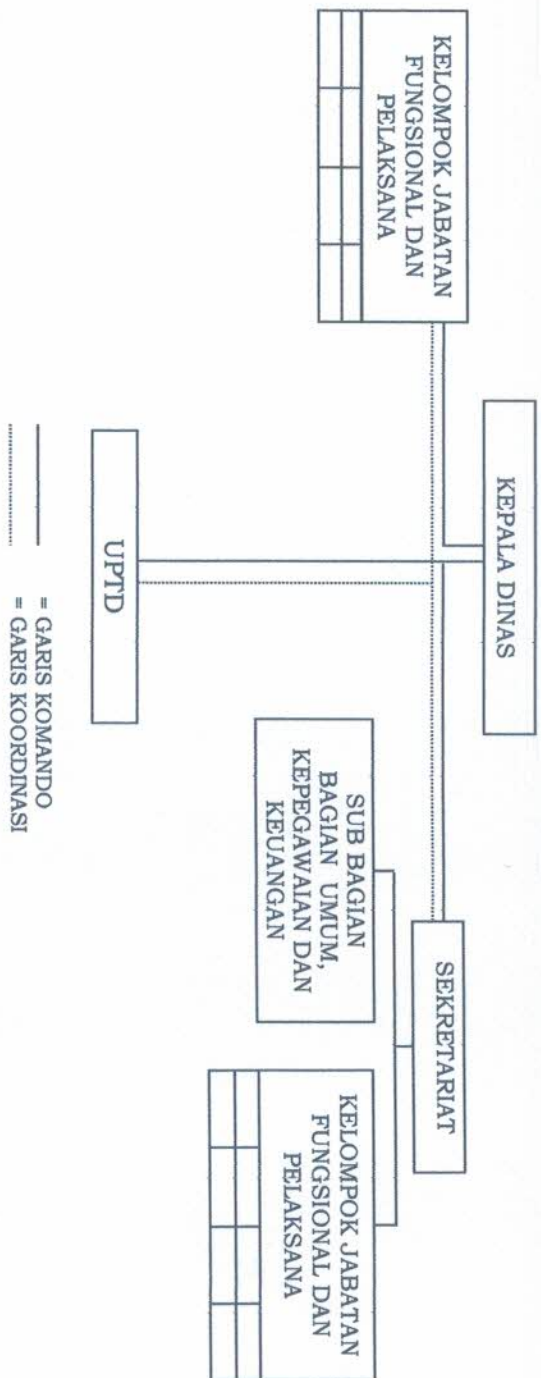 KEPALA DINAS
KELOMPOK JABATAN
FUNGSIONAL DAN
PELAKSANA
SEKRETARIAT
SUB BAGIAN
BAGIAN UMUM,
KEPEGAWAIAN DAN
KEUANGAN
KELOMPOK JABATAN
FUNGSIONAL DAN
PELAKSANA
UPTD
= GARIS KOMANDO
= GARIS KOORDINASI